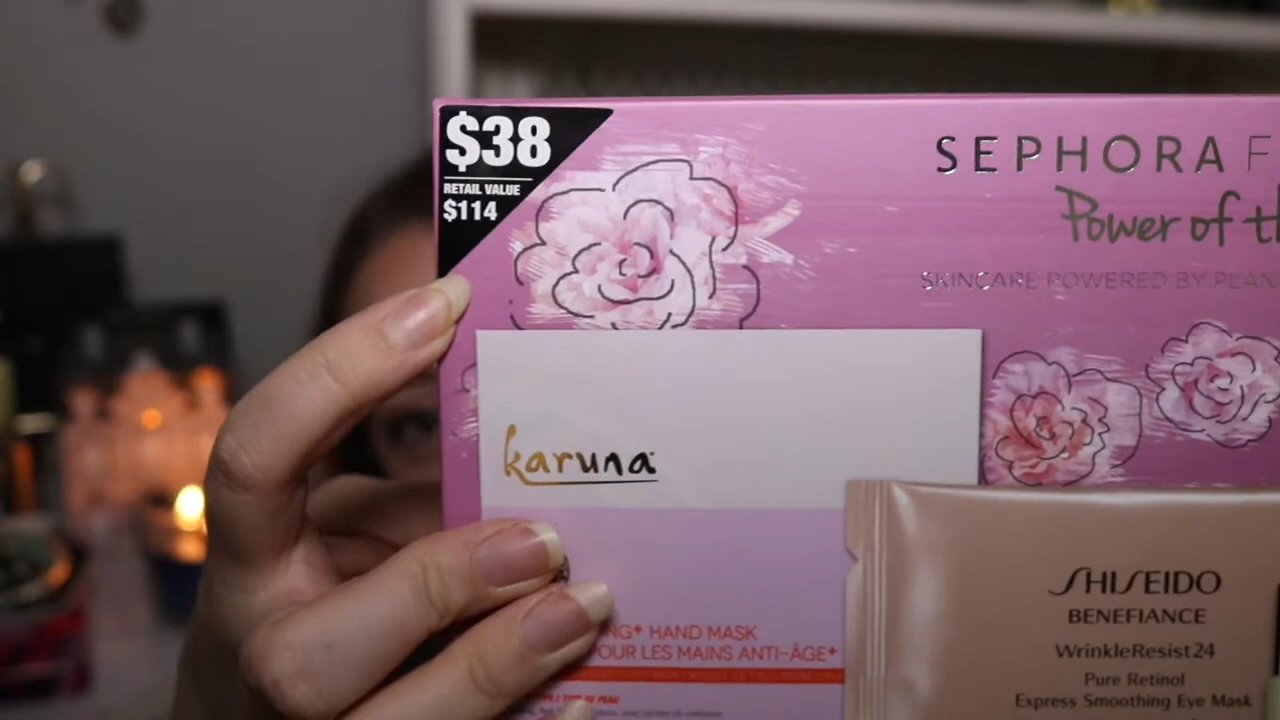 $38
RETAIL VALUE
$114
SEPHORA F
Power of t
SKINCARE POWERED BY PLAN
karuna
NG+ HAND MASK
POUR LES MAINS ANTI-ÂGE+
SHISEIDO
BENEFIANCE
WrinkleResist24
Pure Retinol
Express Smoothing Eye Mask